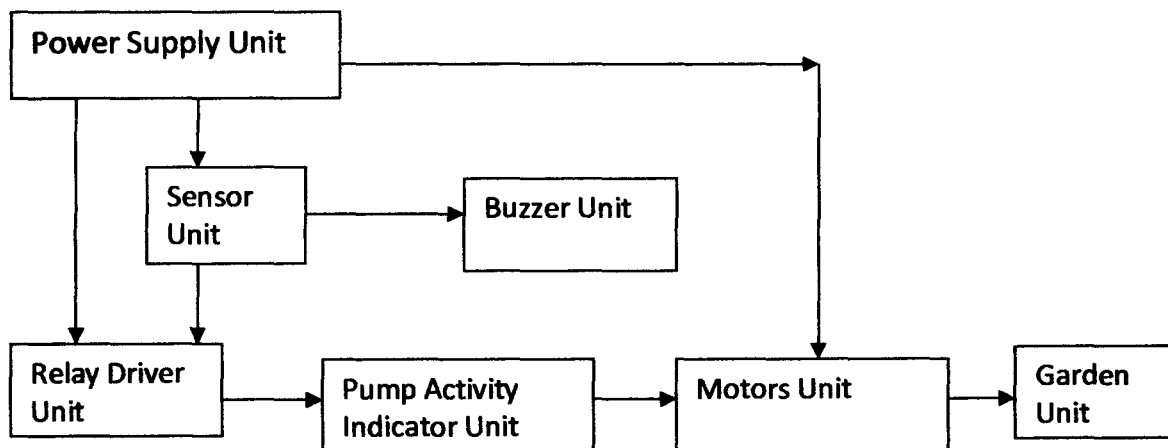 Power Supply Unit
Sensor
Unit
Buzzer Unit
Relay Driver
Unit
Pump Activity
Indicator Unit
Motors Unit
Garden
Unit